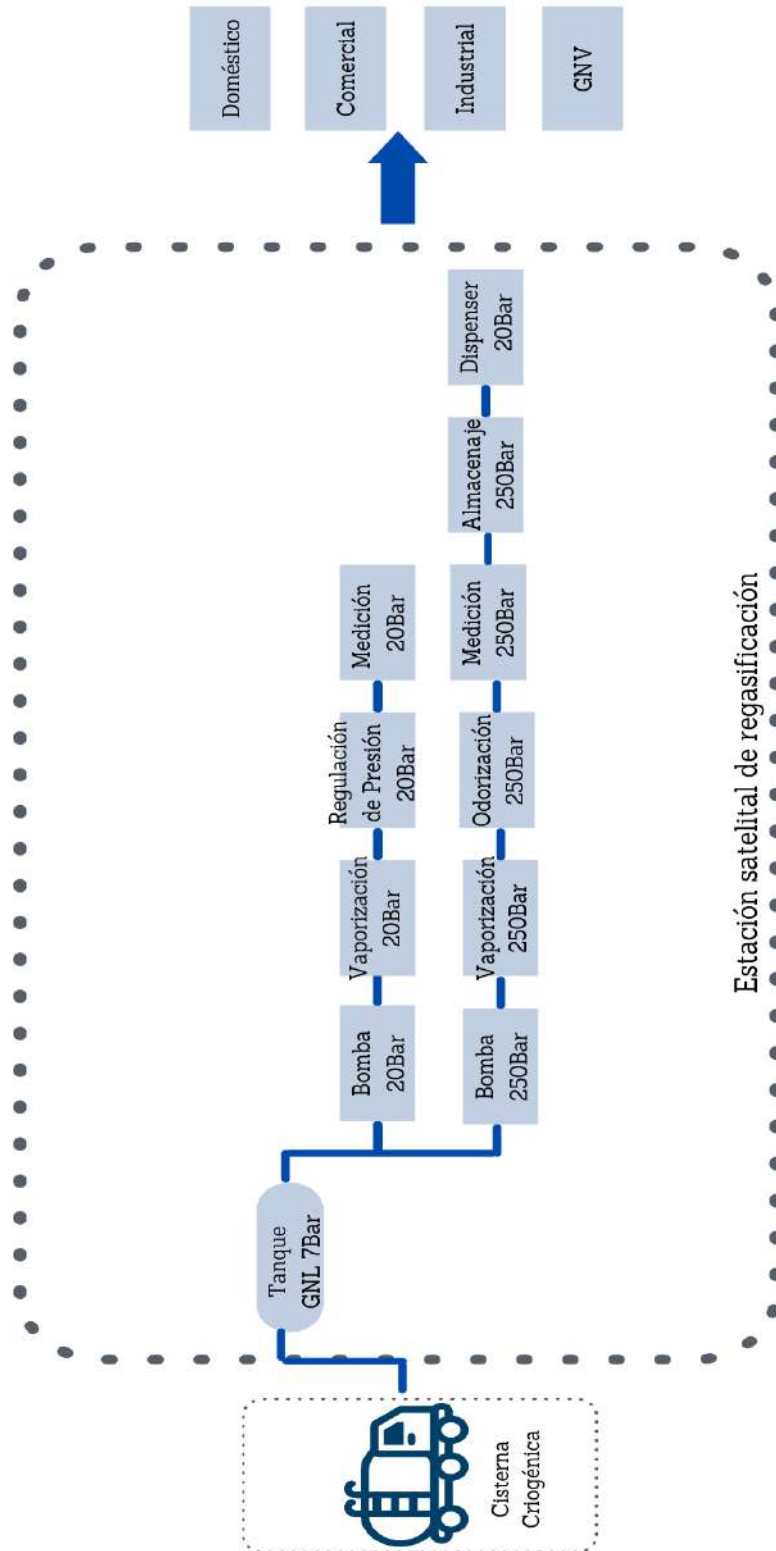 Cisterna
Criogénica
Tanque
GNL 7Bar
Bomba
20Bar
Vaporización
20Bar
Regulación
de Presión
20Bar
Medición
20Bar
Bomba
250Bar
Vaporización
250Bar
Odorización
250Bar
Medición
250Bar
Almacenaje
250Bar
Dispenser
20Bar
Estación satelital de regasificación
Doméstico
Comercial
Industrial
GNV